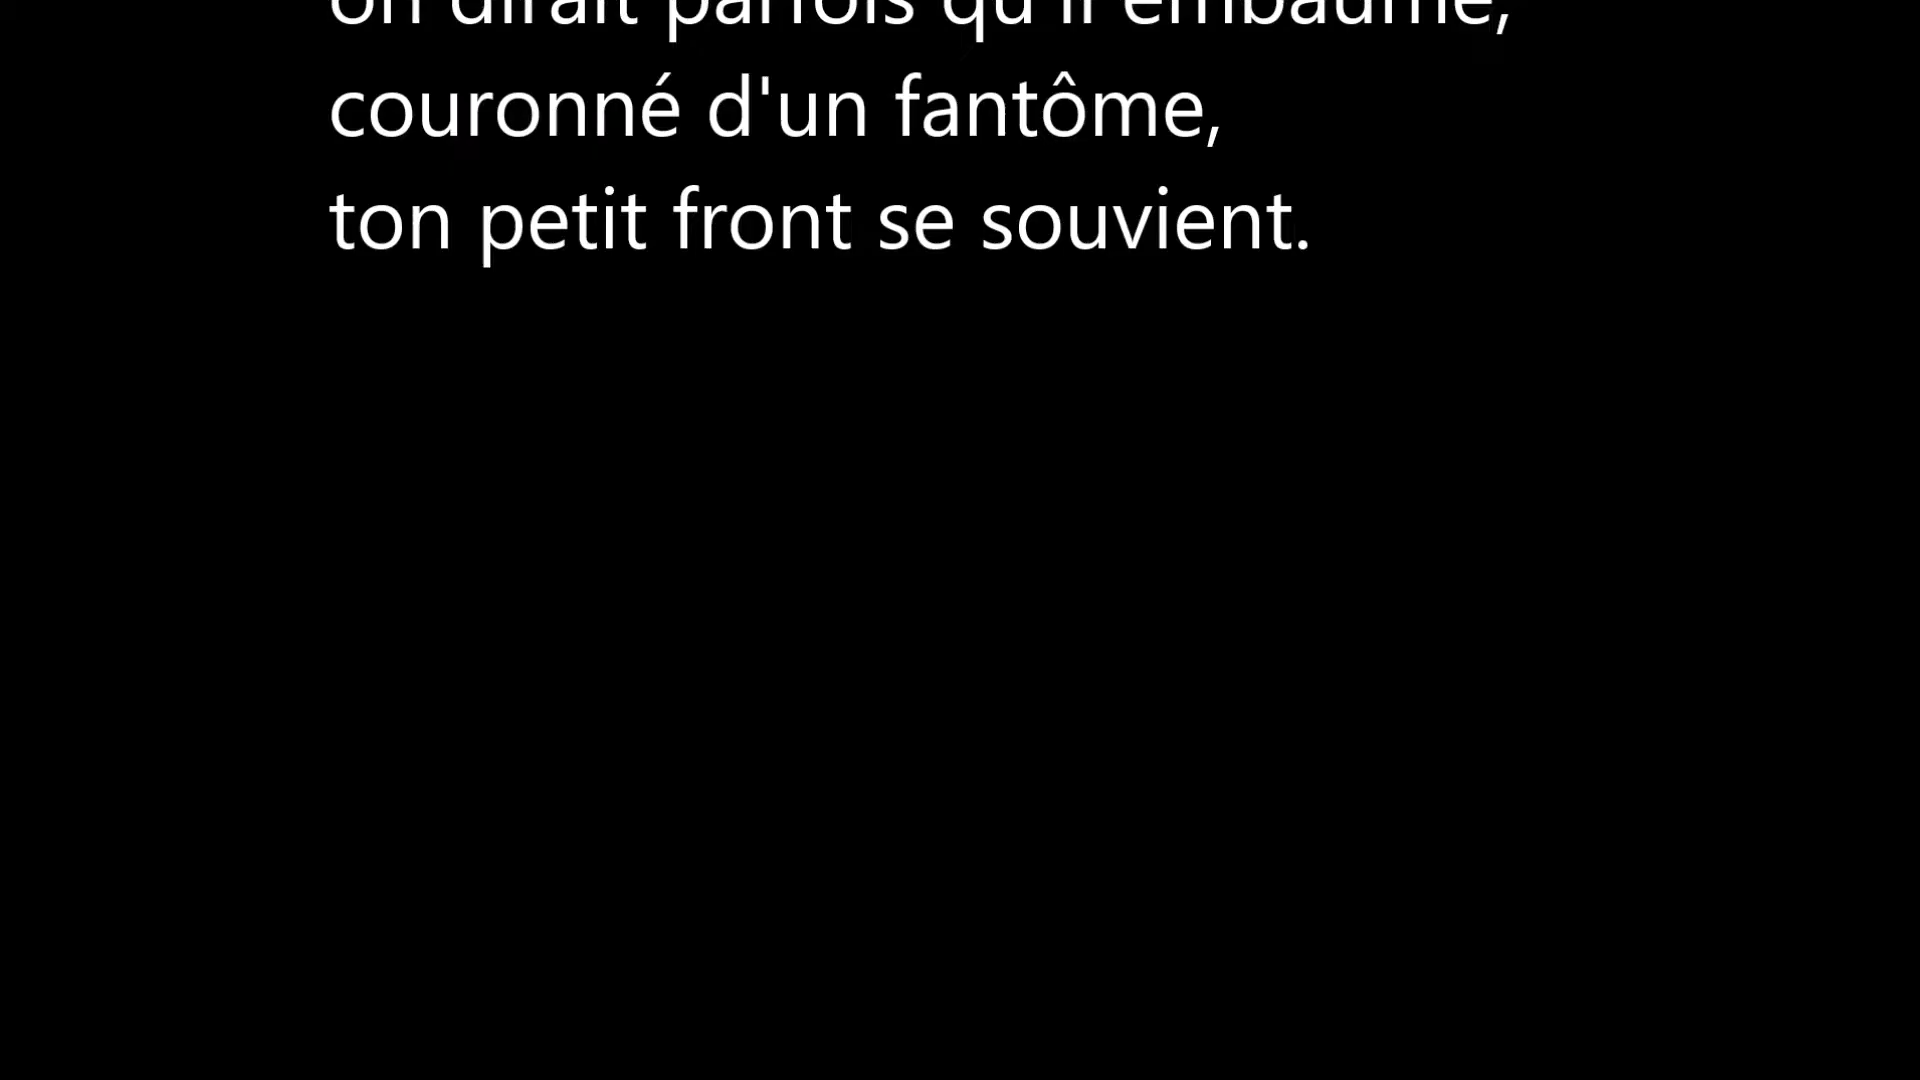 on dirait parfois qu'il embaume,
couronné d'un fantôme,
ton petit front se souvient.